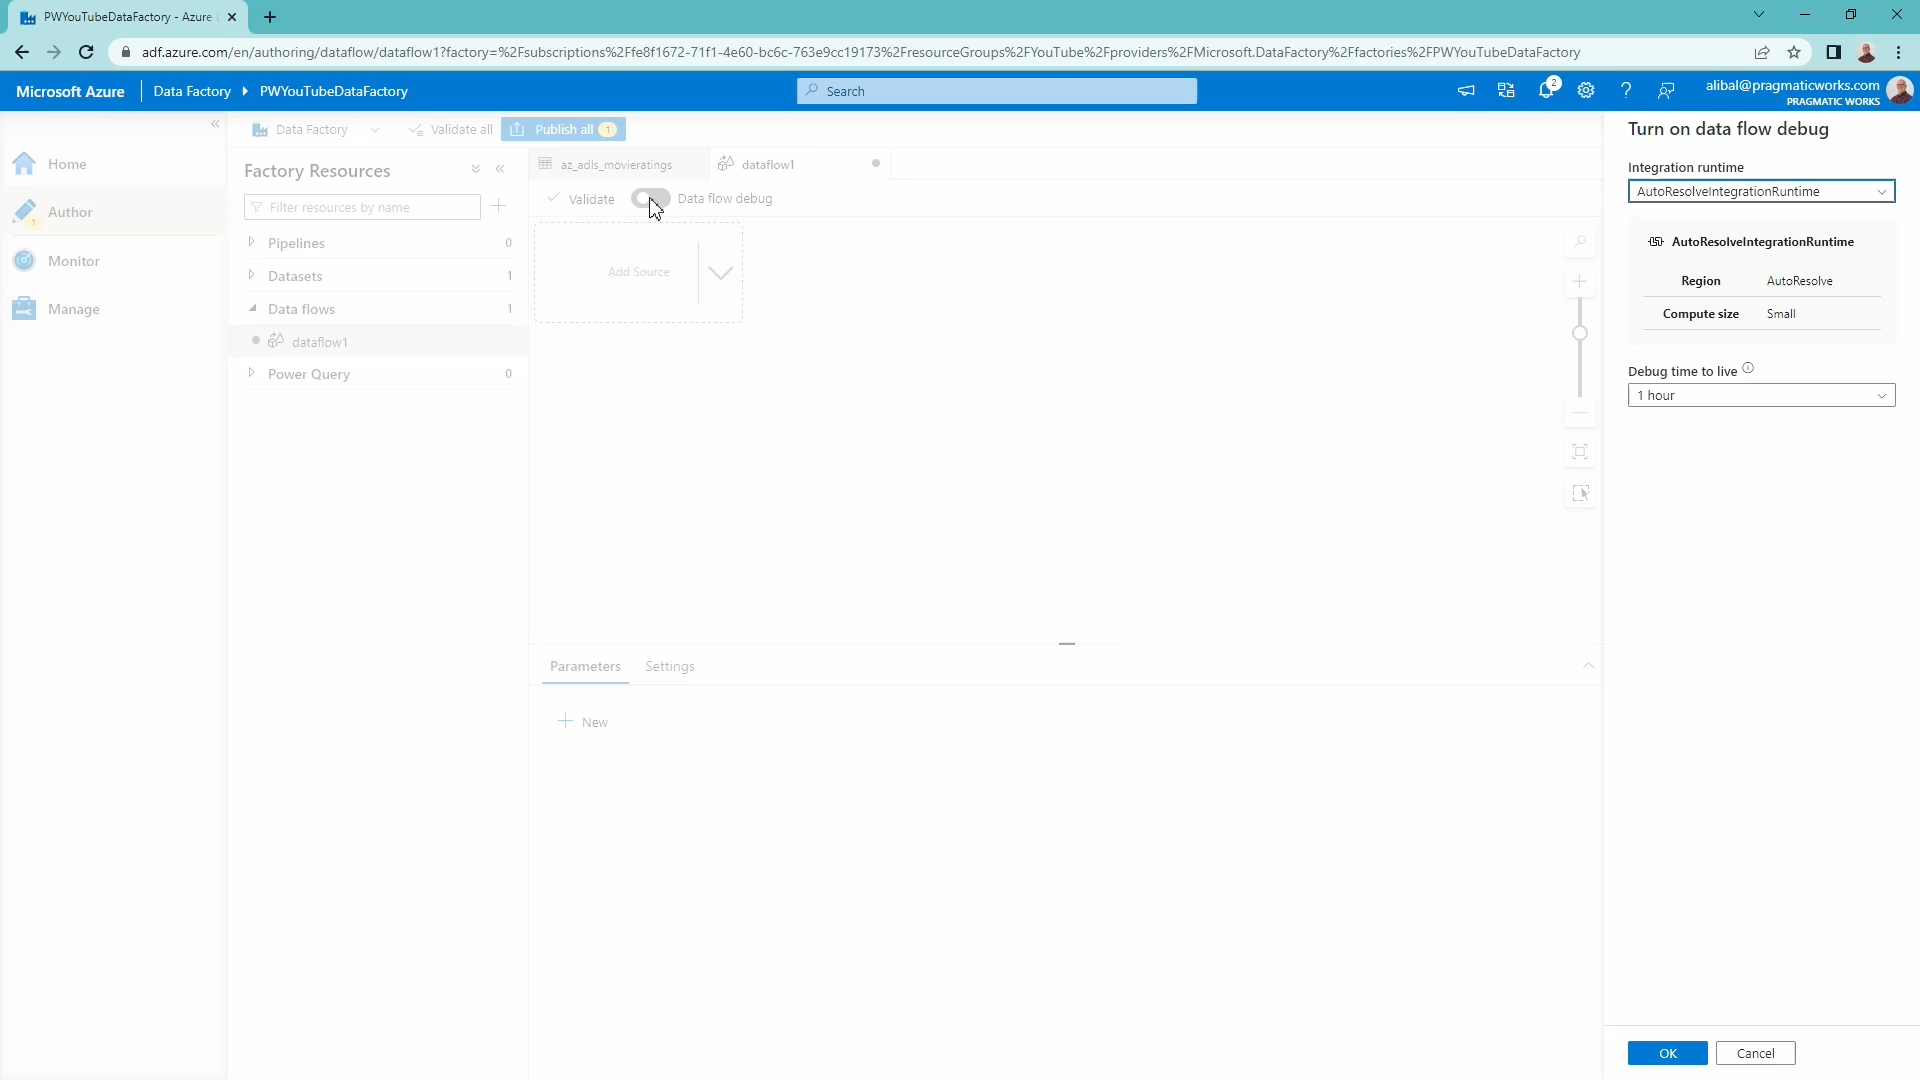 PWYouTubeDataFactory - Azure
adf.azure.com/en/authoring/dataflow/dataflow1?factory=%2Fsubscriptions%2Ffe8f1672-71f1-4e60-bc6c-763e9cc19173%2FresourceGroups%2FYouTube%2Fproviders%2FMicrosoft.DataFactory%2Ffactories%2FPWYouTubeDataFactory
Microsoft Azure
Data Factory
PWYouTubeDataFactory
Search
2
alibal@pragmaticworks.com
PRAGMATIC WORKS
Home
Author
1
Monitor
Manage
Data Factory
Validate all
Publish all 1
Factory Resources
Filter resources by name
Pipelines 0
Datasets 1
Data flows 1
dataflow1
Power Query 0
az_adls_movieratings
dataflow1
Validate
Data flow debug
Add Source
Parameters
Settings
New
Turn on data flow debug
Integration runtime
AutoResolveIntegrationRuntime
AutoResolveIntegrationRuntime
Region AutoResolve
Compute size Small
Debug time to live
1 hour
OK
Cancel